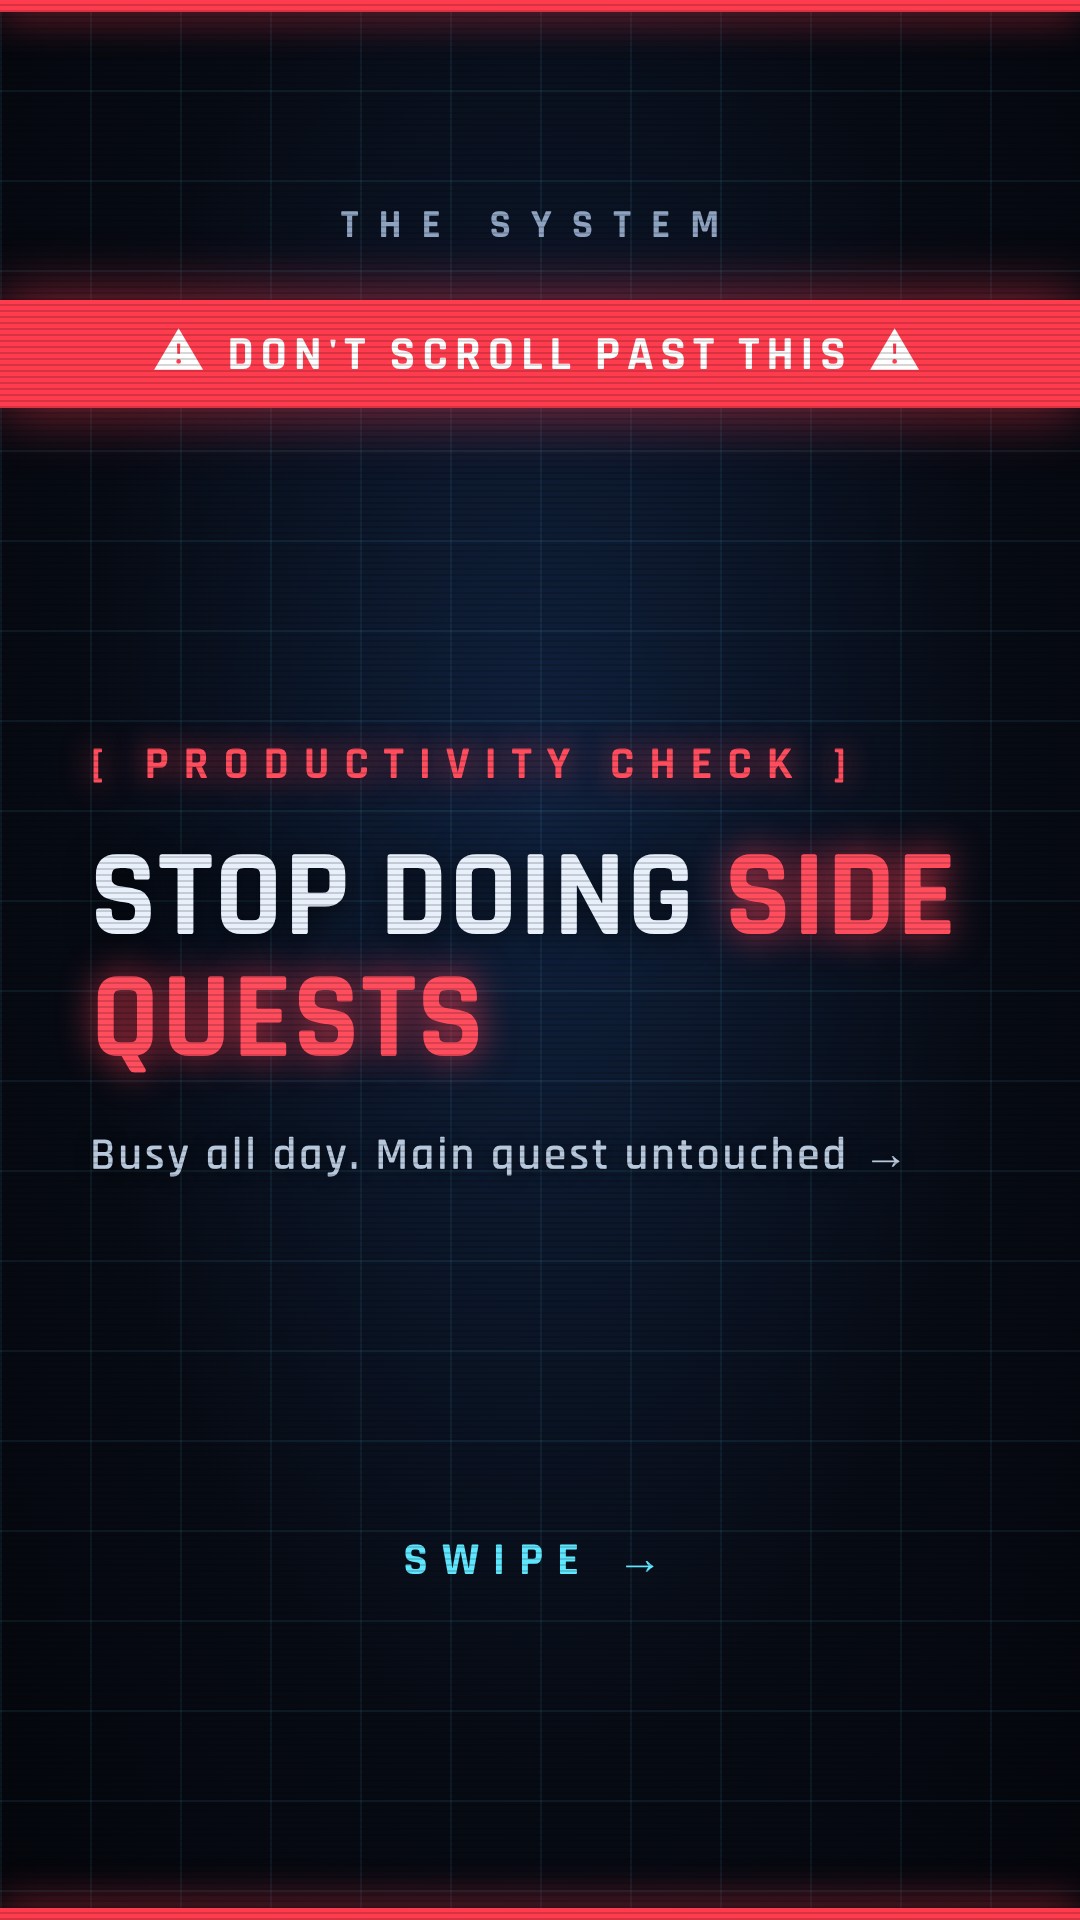 THE SYSTEM
⚠ DON'T SCROLL PAST THIS ⚠
[ PRODUCTIVITY CHECK ]
STOP DOING SIDE
QUESTS
Busy all day. Main quest untouched →
SWIPE →